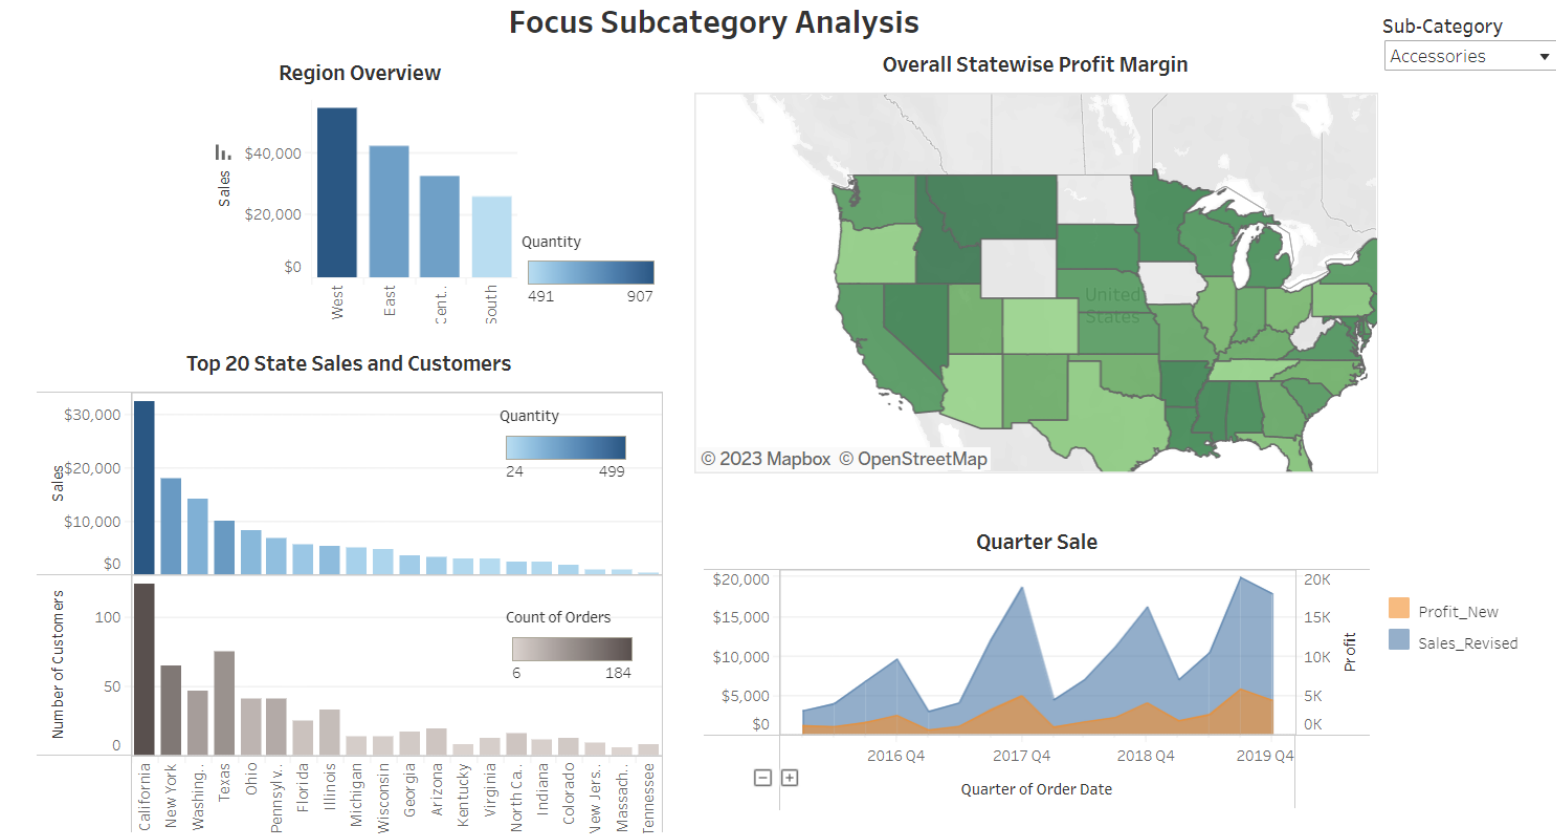 Focus Subcategory Analysis
Sub-Category
Accessories
Region Overview
Sales
$40,000
$20,000
$0
West
East
Cent..
South
Quantity
491 907
Overall Statewise Profit Margin
United
States
© 2023 Mapbox © OpenStreetMap
Top 20 State Sales and Customers
Sales
$30,000
$20,000
$10,000
$0
Quantity
24 499
Number of Customers
100
50
0
Count of Orders
6 184
California
New York
Washing..
Texas
Ohio
Pennsylv..
Florida
Illinois
Michigan
Wisconsin
Georgia
Arizona
Kentucky
Virginia
North Ca..
Indiana
Colorado
New Jers..
Massach..
Tennessee
Quarter Sale
$20,000
$15,000
$10,000
$5,000
$0
20K
15K
10K
5K
0K
Profit
2016 Q4
2017 Q4
2018 Q4
2019 Q4
Quarter of Order Date
Profit_New
Sales_Revised